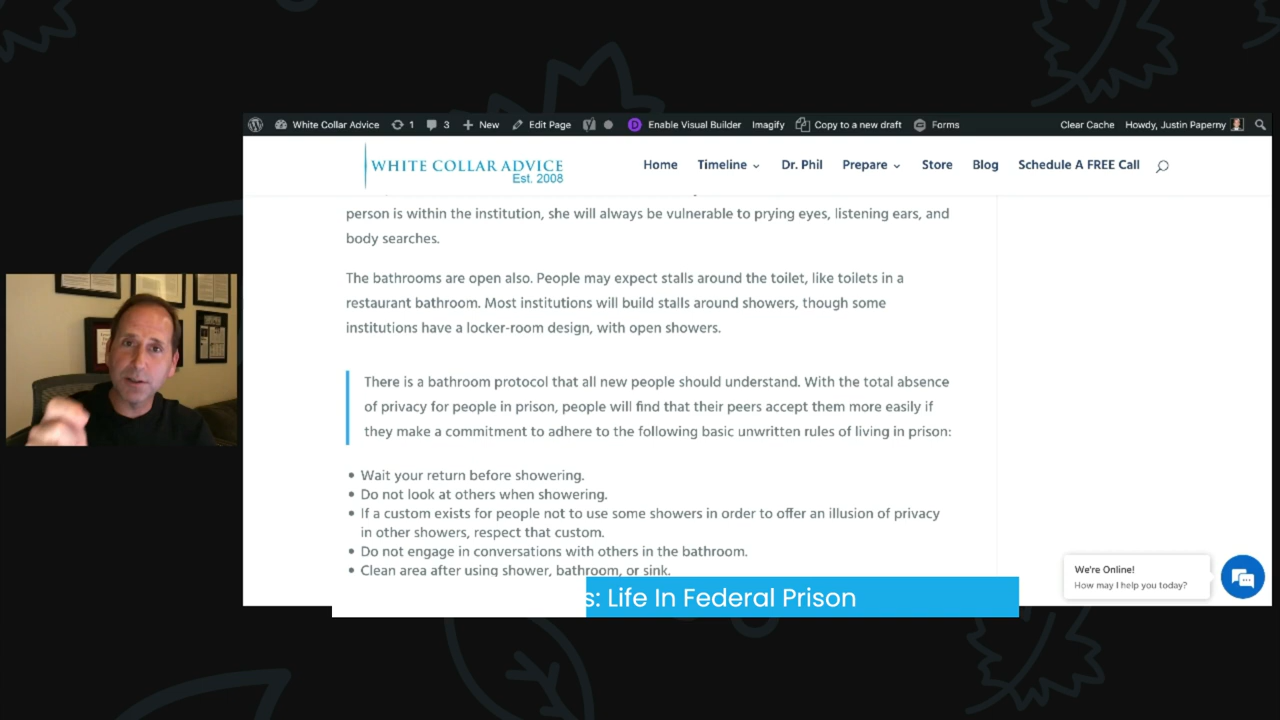 White Collar Advice 1 3 New Edit Page Enable Visual Builder Imagify Copy to a new draft Forms Clear Cache Howdy, Justin Paperny
WHITE COLLAR ADVICE
Est. 2008
Home Timeline Dr. Phil Prepare Store Blog Schedule A FREE Call
person is within the institution, she will always be vulnerable to prying eyes, listening ears, and
body searches.
The bathrooms are open also. People may expect stalls around the toilet, like toilets in a
restaurant bathroom. Most institutions will build stalls around showers, though some
institutions have a locker-room design, with open showers.
There is a bathroom protocol that all new people should understand. With the total absence
of privacy for people in prison, people will find that their peers accept them more easily if
they make a commitment to adhere to the following basic unwritten rules of living in prison:
• Wait your return before showering.
• Do not look at others when showering.
• If a custom exists for people not to use some showers in order to offer an illusion of privacy
in other showers, respect that custom.
• Do not engage in conversations with others in the bathroom.
• Clean area after using shower, bathroom, or sink.
We're Online!
How may I help you today?
s: Life In Federal Prison